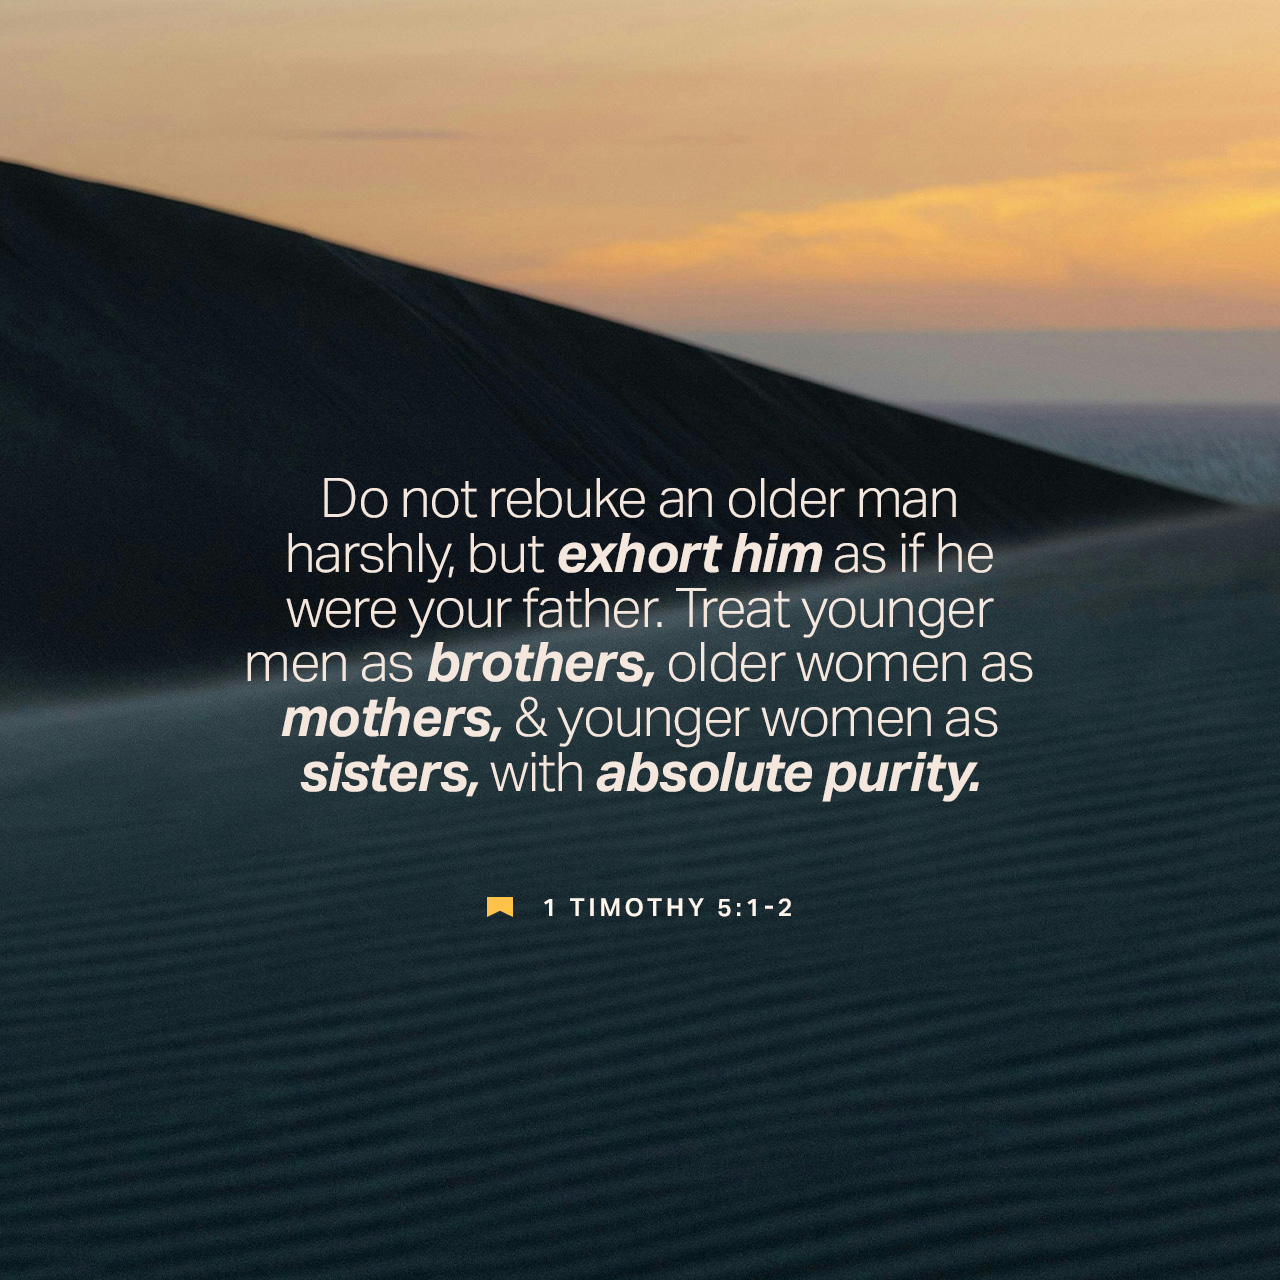 Do not rebuke an older man
harshly, but exhort him as if he
were your father. Treat younger
men as brothers, older women as
mothers, & younger women as
sisters, with absolute purity.
1 TIMOTHY 5:1-2